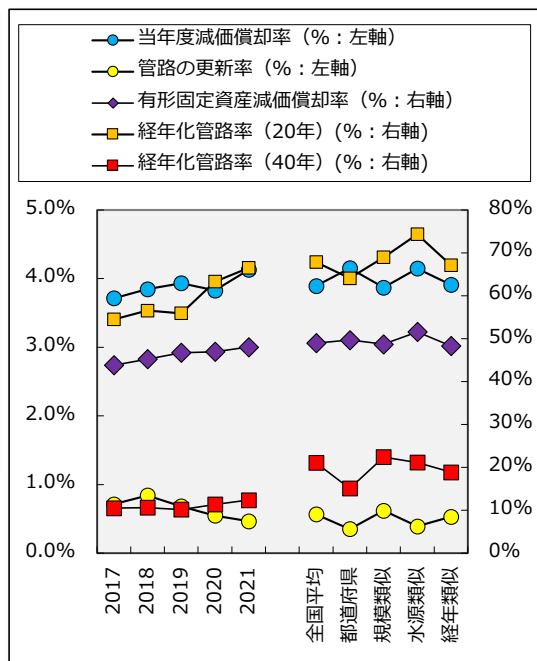 当年度減価償却率（%：左軸）
管路の更新率（%：左軸）
有形固定資産減価償却率（%：右軸）
経年化管路率（20年）(%：右軸)
経年化管路率（40年）(%：右軸)
5.0%
4.0%
3.0%
2.0%
1.0%
0.0%
80%
70%
60%
50%
40%
30%
20%
10%
0%
2017
2018
2019
2020
2021
全国平均
都道府県
規模類似
水源類似
経年類似